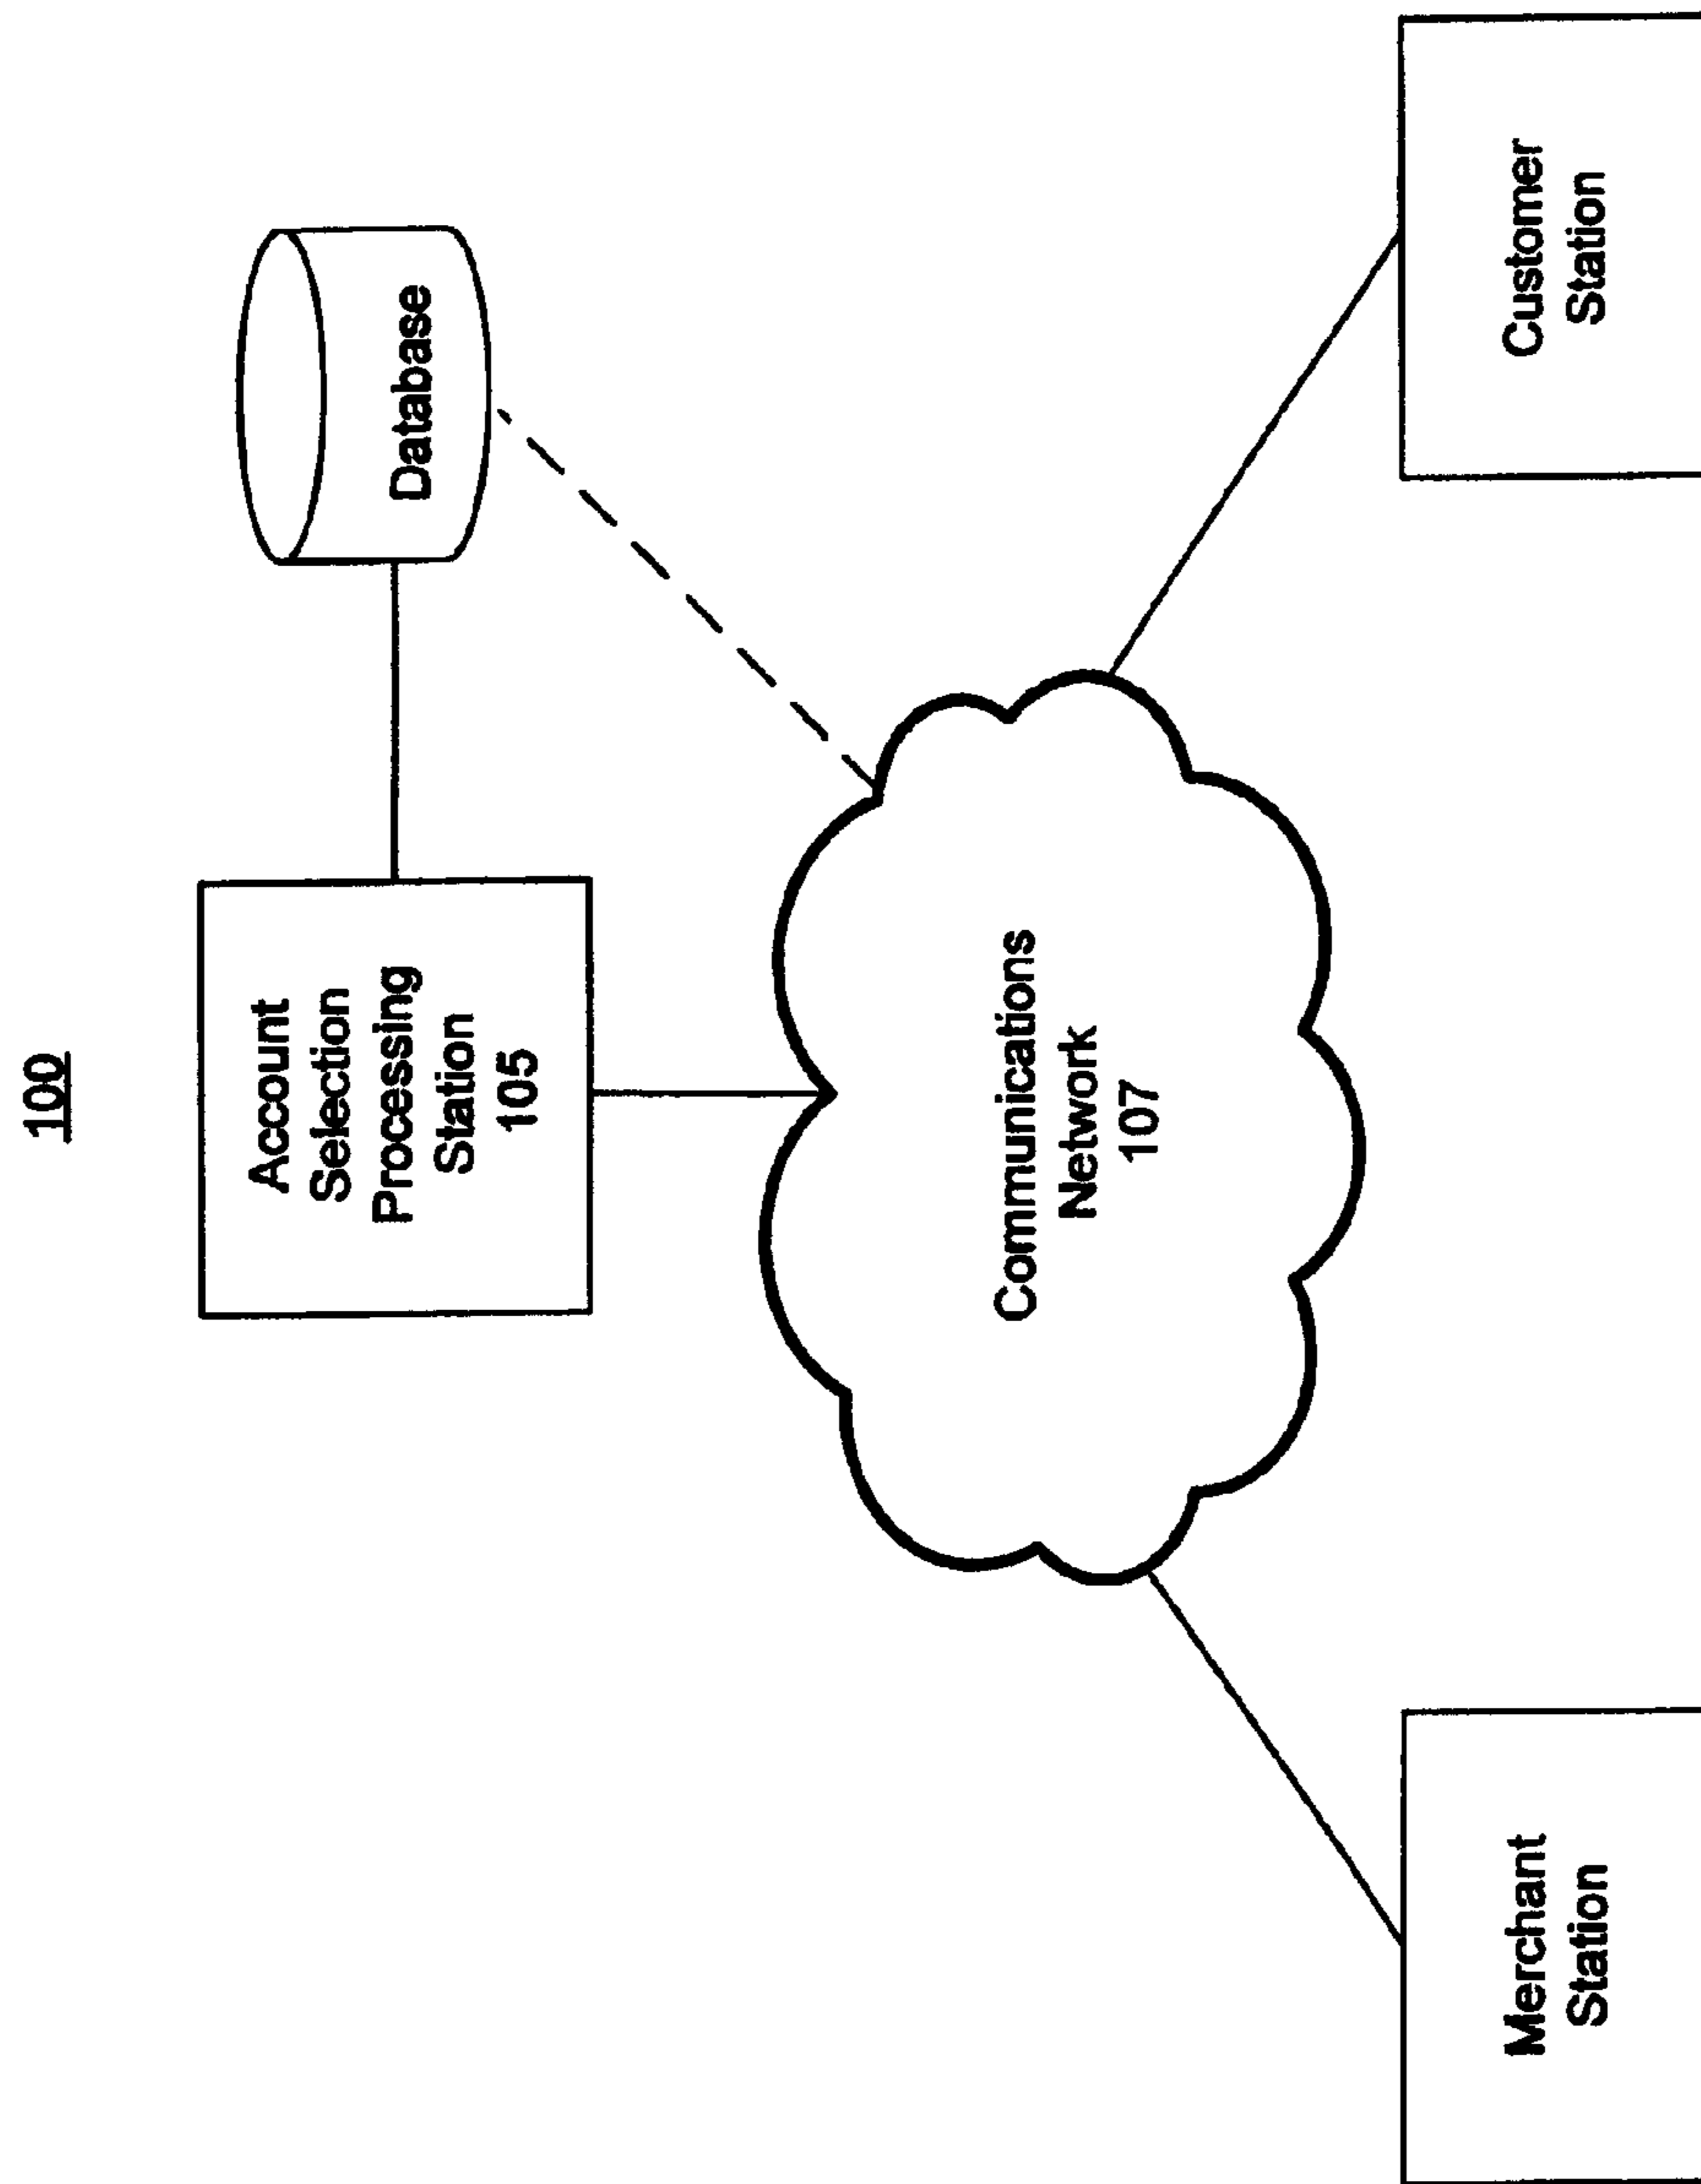 100
Account
Selection
Processing
Station
105
Database
Communications
Network
107
Merchant
Station
Customer
Station